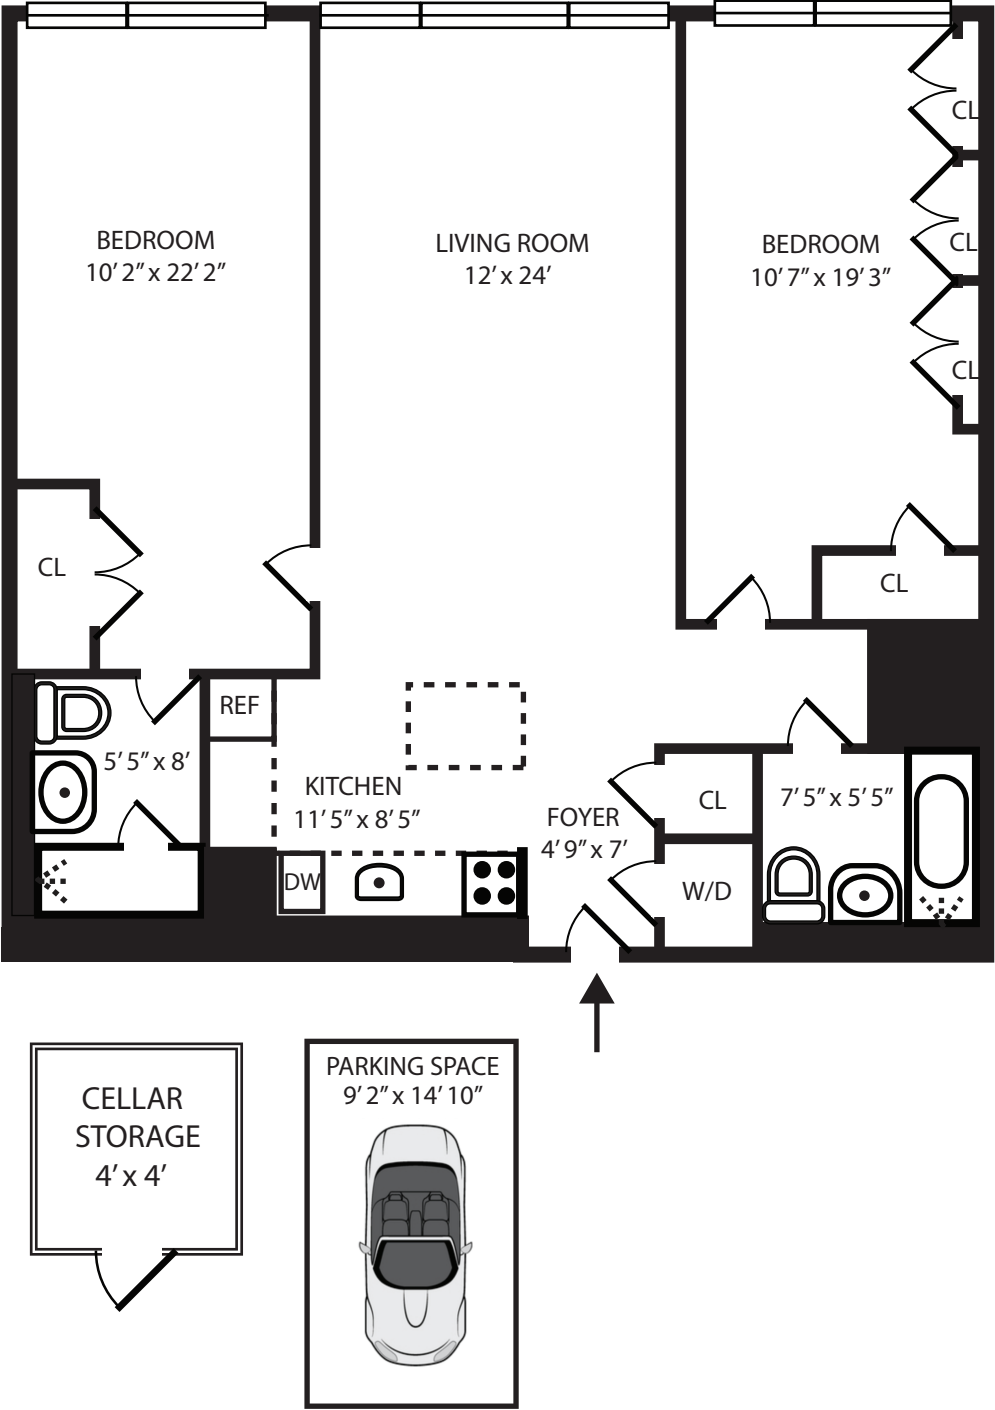 BEDROOM
10’ 2” x 22’ 2”
LIVING ROOM
12’ x 24’
BEDROOM
10’ 7” x 19’ 3”
CL
CL
CL
CL
CL
REF
5’ 5” x 8’
KITCHEN
11’ 5” x 8’ 5”
FOYER
4’ 9” x 7’
CL
7’ 5” x 5’ 5”
DW
W/D
CELLAR
STORAGE
4’ x 4’
PARKING SPACE
9’ 2” x 14’ 10”